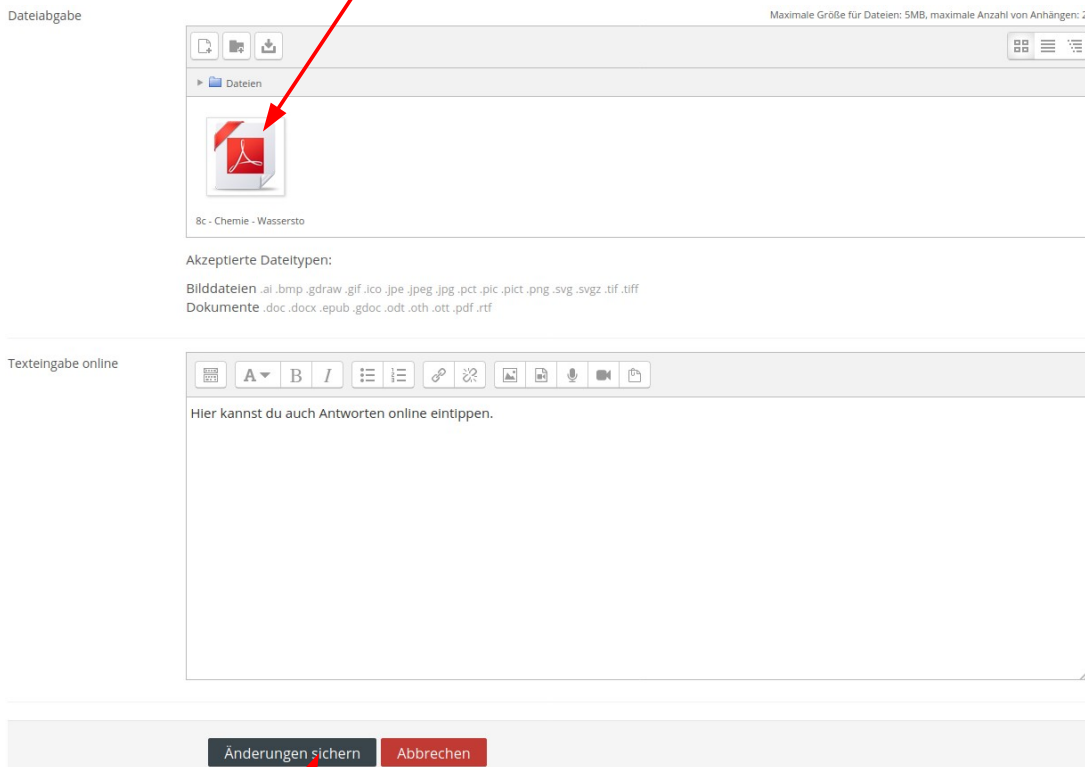 Dateiabgabe
Maximale Größe für Dateien: 5MB, maximale Anzahl von Anhängen: 2
Dateien
8c - Chemie - Wassersto
Akzeptierte Dateitypen:
Bilddateien .ai .bmp .gdraw .gif .ico .jpe .jpeg .jpg .pct .pic .pict .png .svg .svgz .tif .tiff
Dokumente .doc .docx .epub .gdoc .odt .oth .ott .pdf .rtf
Texteingabe online
A B I
Hier kannst du auch Antworten online eintippen.
Änderungen sichern Abbrechen